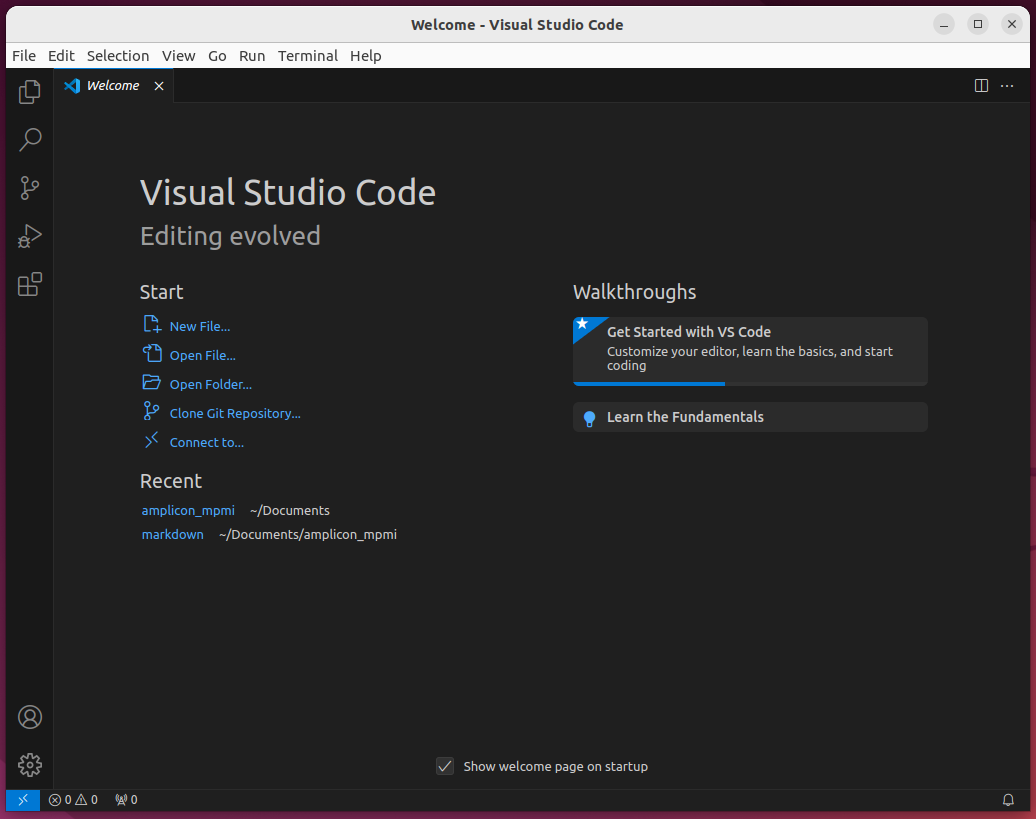 Welcome - Visual Studio Code
File Edit Selection View Go Run Terminal Help
Welcome
Visual Studio Code
Editing evolved
Start
New File...
Open File...
Open Folder...
Clone Git Repository...
Connect to...
Recent
amplicon_mpmi ~/Documents
markdown ~/Documents/amplicon_mpmi
Walkthroughs
Get Started with VS Code
Customize your editor, learn the basics, and start
coding
Learn the Fundamentals
Show welcome page on startup
0 0 0